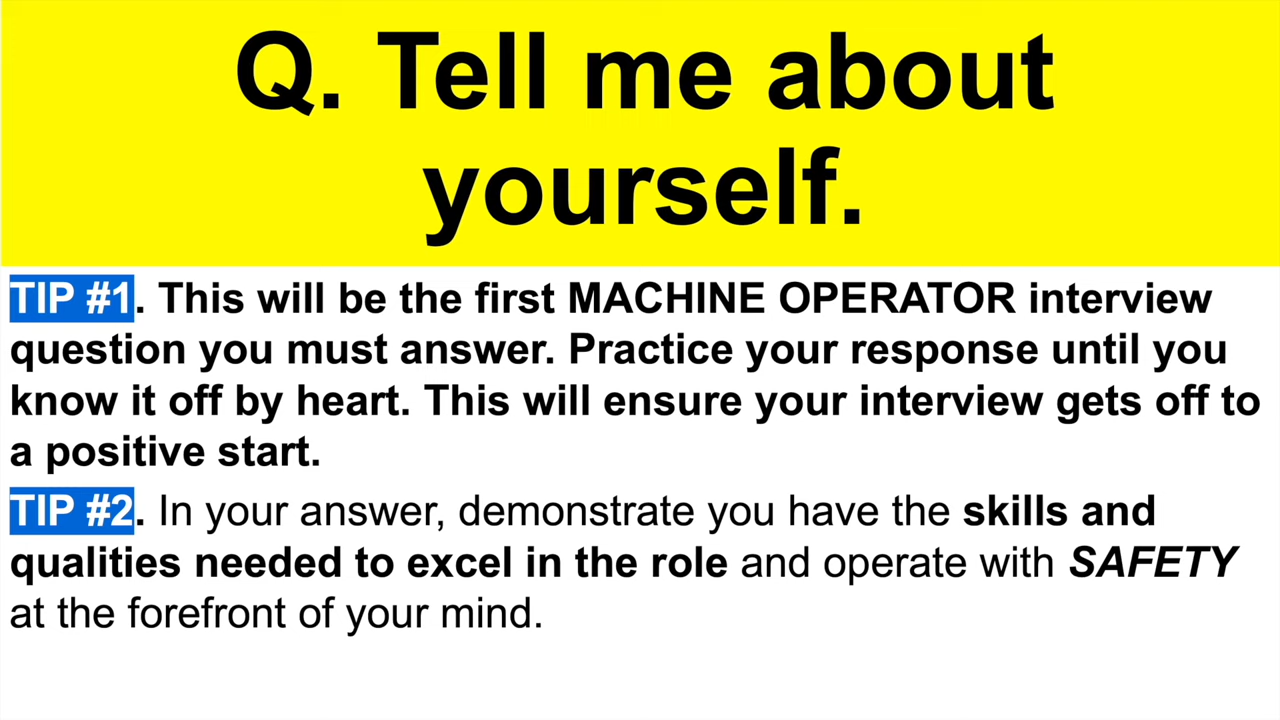 Q. Tell me about
yourself.
TIP #1. This will be the first MACHINE OPERATOR interview
question you must answer. Practice your response until you
know it off by heart. This will ensure your interview gets off to
a positive start.
TIP #2. In your answer, demonstrate you have the skills and
qualities needed to excel in the role and operate with SAFETY
at the forefront of your mind.